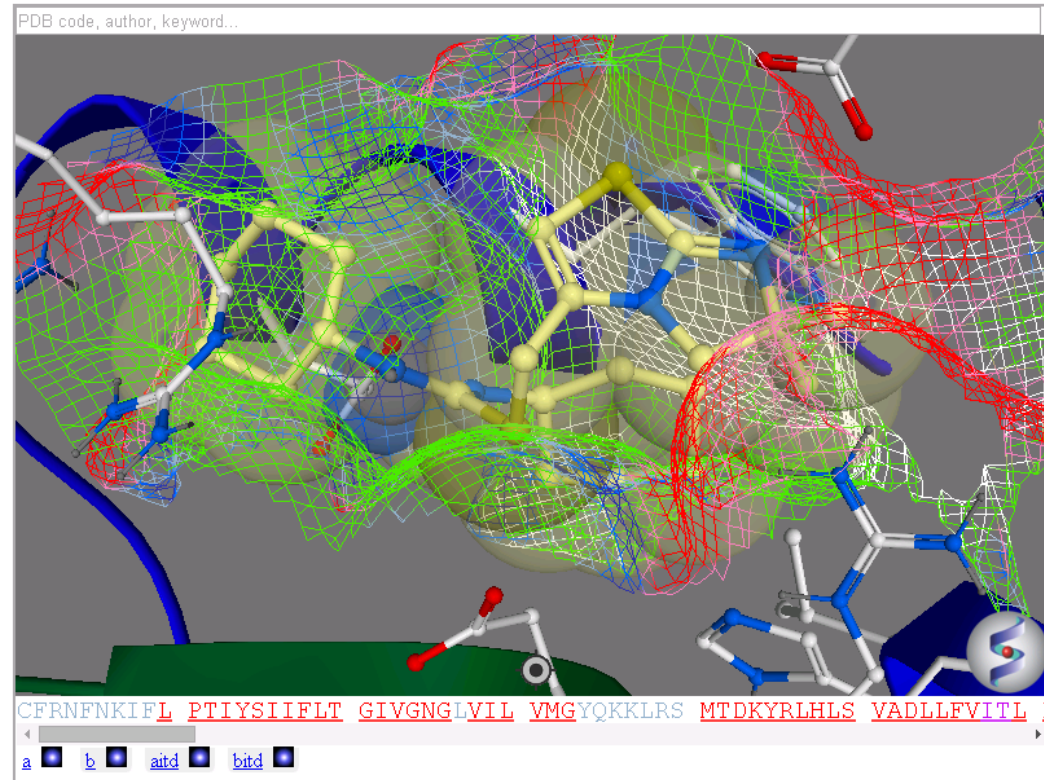 PDB code, author, keyword...
CFRNFNKIFL PTIYSIIFLT GIVGNGLVIL VMGYQKKLRS MTDKYRLHLS VADLLFVITL
a b aitd bitd